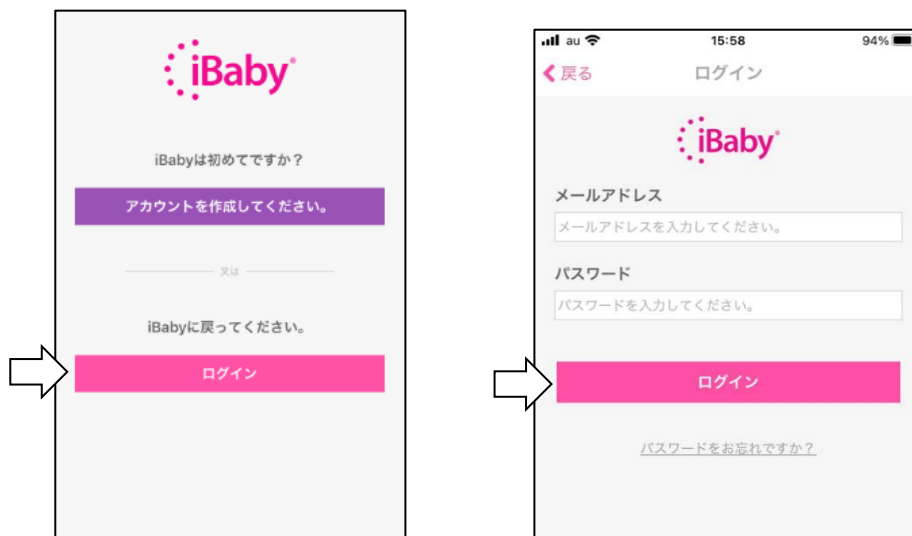 iBaby
iBabyは初めてですか？
アカウントを作成してください。
又は
iBabyに戻ってください。
ログイン
au 15:58 94%
戻る ログイン
iBaby
メールアドレス
メールアドレスを入力してください。
パスワード
パスワードを入力してください。
ログイン
パスワードをお忘れですか？